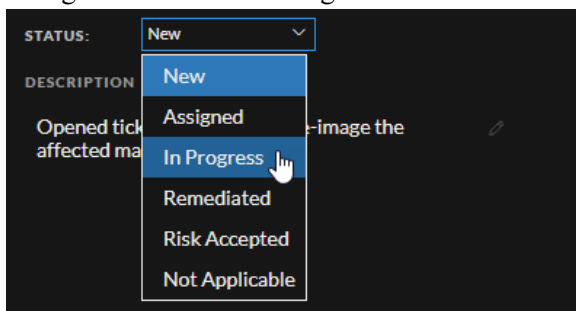 STATUS: New
DESCRIPTION
New
Assigned
Opened tick -image the
affected ma
In Progress
Remediated
Risk Accepted
Not Applicable